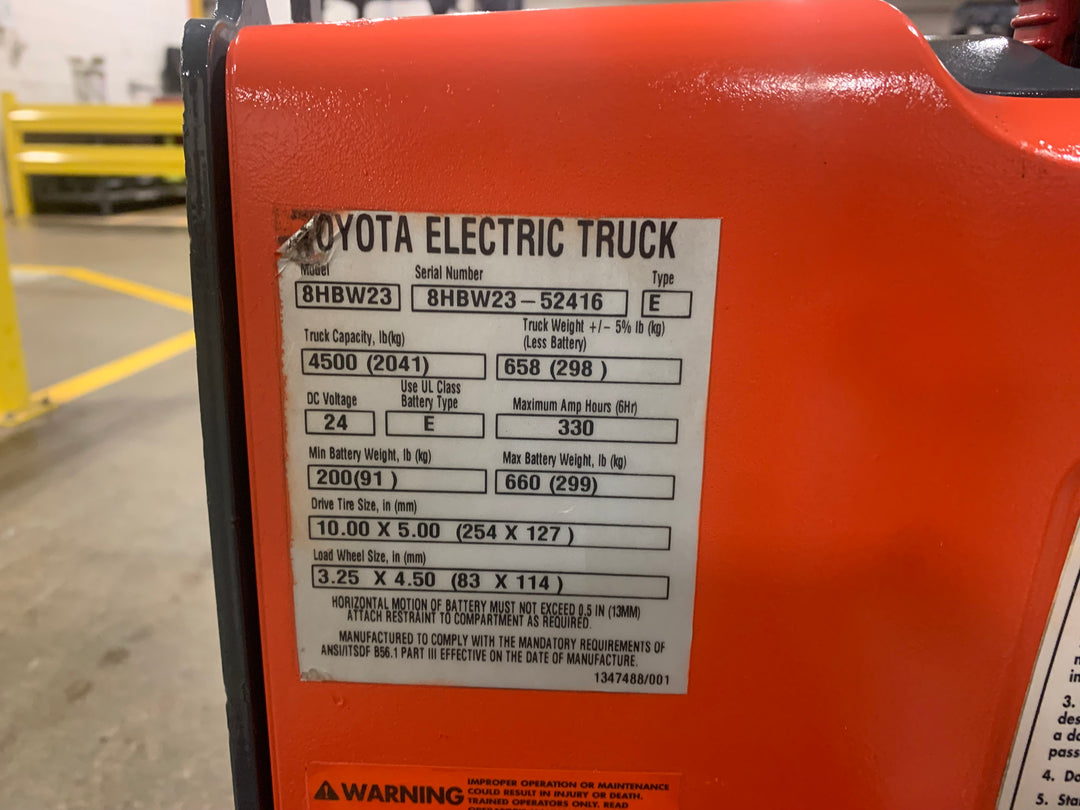 TOYOTA ELECTRIC TRUCK
Model Serial Number Type
8HBW23 8HBW23-52416 E
Truck Capacity, lb(kg) Truck Weight +/- 5% lb (kg)
(Less Battery)
4500 (2041) 658 (298 )
DC Voltage Use UL Class
Battery Type Maximum Amp Hours (6Hr)
24 E 330
Min Battery Weight, lb (kg) Max Battery Weight, lb (kg)
200(91 ) 660 (299)
Drive Tire Size, in (mm)
10.00 X 5.00 (254 X 127 )
Load Wheel Size, in (mm)
3.25 X 4.50 (83 X 114 )
HORIZONTAL MOTION OF BATTERY MUST NOT EXCEED 0.5 IN (13MM)
ATTACH RESTRAINT TO COMPARTMENT AS REQUIRED.
MANUFACTURED TO COMPLY WITH THE MANDATORY REQUIREMENTS OF
ANSI/ITSDF B56.1 PART III EFFECTIVE ON THE DATE OF MANUFACTURE.
1347488/001
WARNING
IMPROPER OPERATION OR MAINTENANCE
COULD RESULT IN INJURY OR DEATH.
TRAINED OPERATORS ONLY. READ
3.
4.
5.